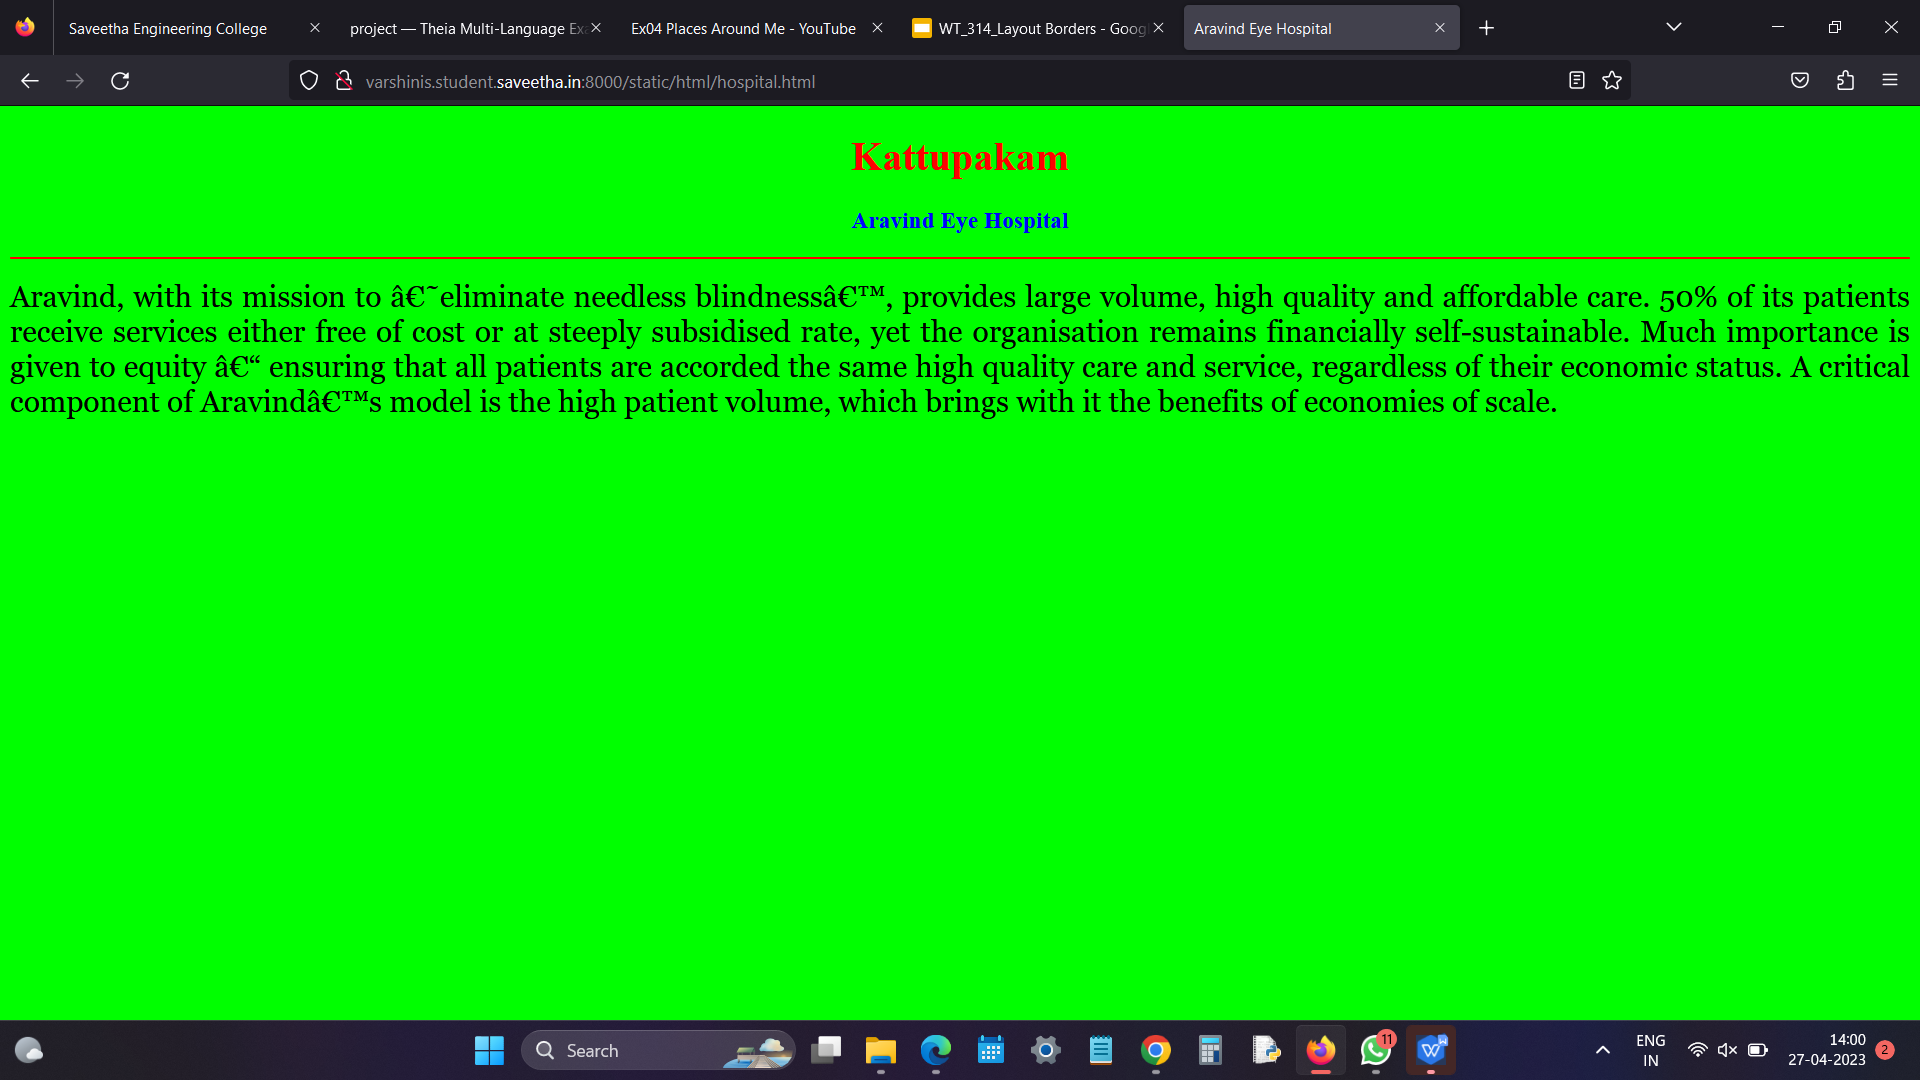 Saveetha Engineering College
project — Theia Multi-Language Exa
Ex04 Places Around Me - YouTube
WT_314_Layout Borders - Goog
Aravind Eye Hospital
varshinis.student.saveetha.in:8000/static/html/hospital.html
Kattupakam
Aravind Eye Hospital
Aravind, with its mission to â€˜eliminate needless blindnessâ€™, provides large volume, high quality and affordable care. 50% of its patients
receive services either free of cost or at steeply subsidised rate, yet the organisation remains financially self-sustainable. Much importance is
given to equity â€“ ensuring that all patients are accorded the same high quality care and service, regardless of their economic status. A critical
component of Aravindâ€™s model is the high patient volume, which brings with it the benefits of economies of scale.
Search
11
ENG
IN
14:00
27-04-2023
2